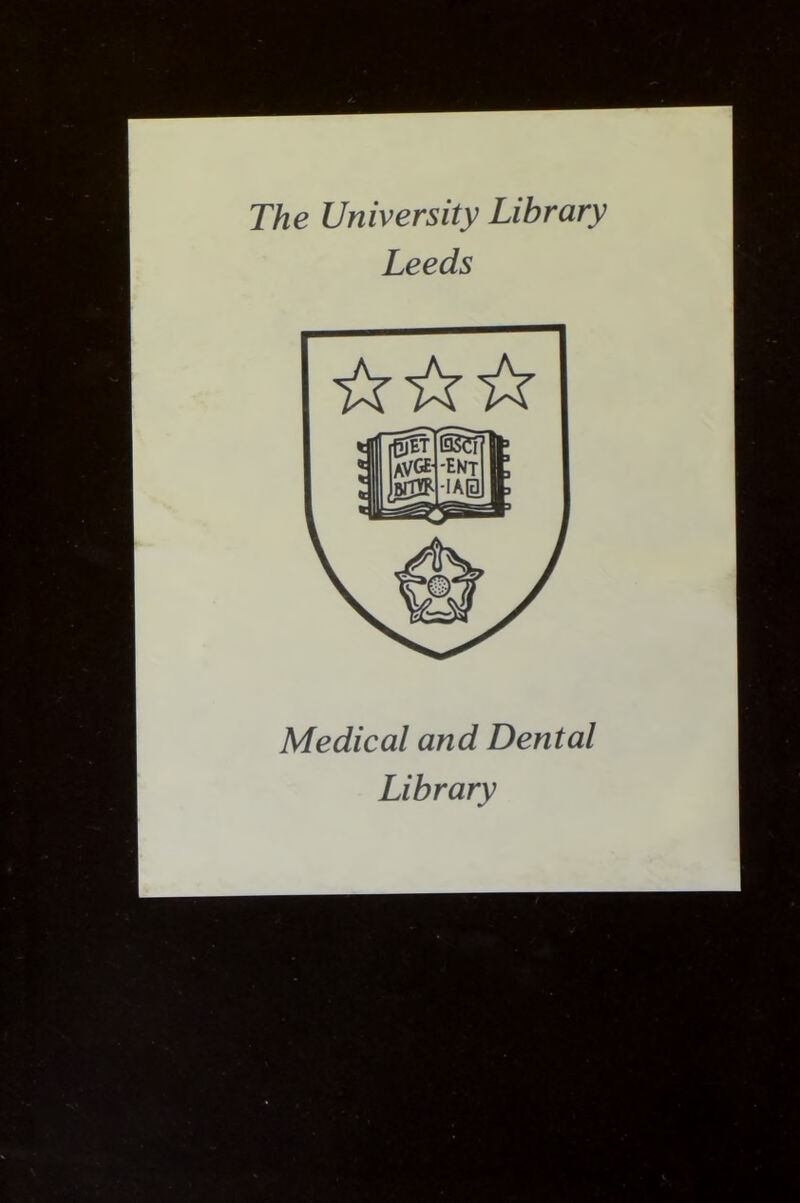 The University Library
Leeds
ET SCI
AVGE- -ENT
BITVR -IA
Medical and Dental
Library